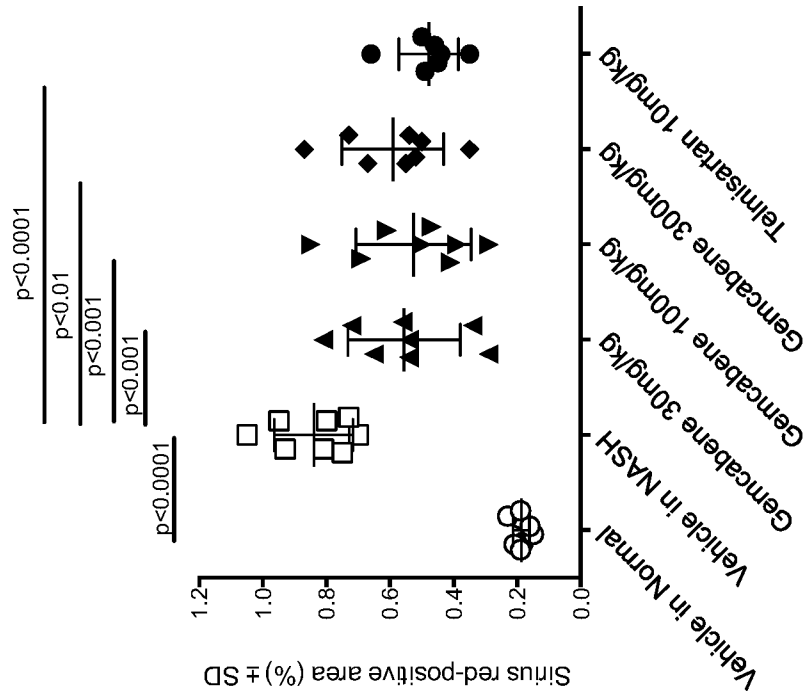 p<0.0001
p<0.01
p<0.001
p<0.001
p<0.0001
Sirius red-positive area (%) ± SD
1.2
1.0
0.8
0.6
0.4
0.2
0.0
Vehicle in Normal
Vehicle in NASH
Gemcabene 30mg/kg
Gemcabene 100mg/kg
Gemcabene 300mg/kg
Telmisartan 10mg/kg